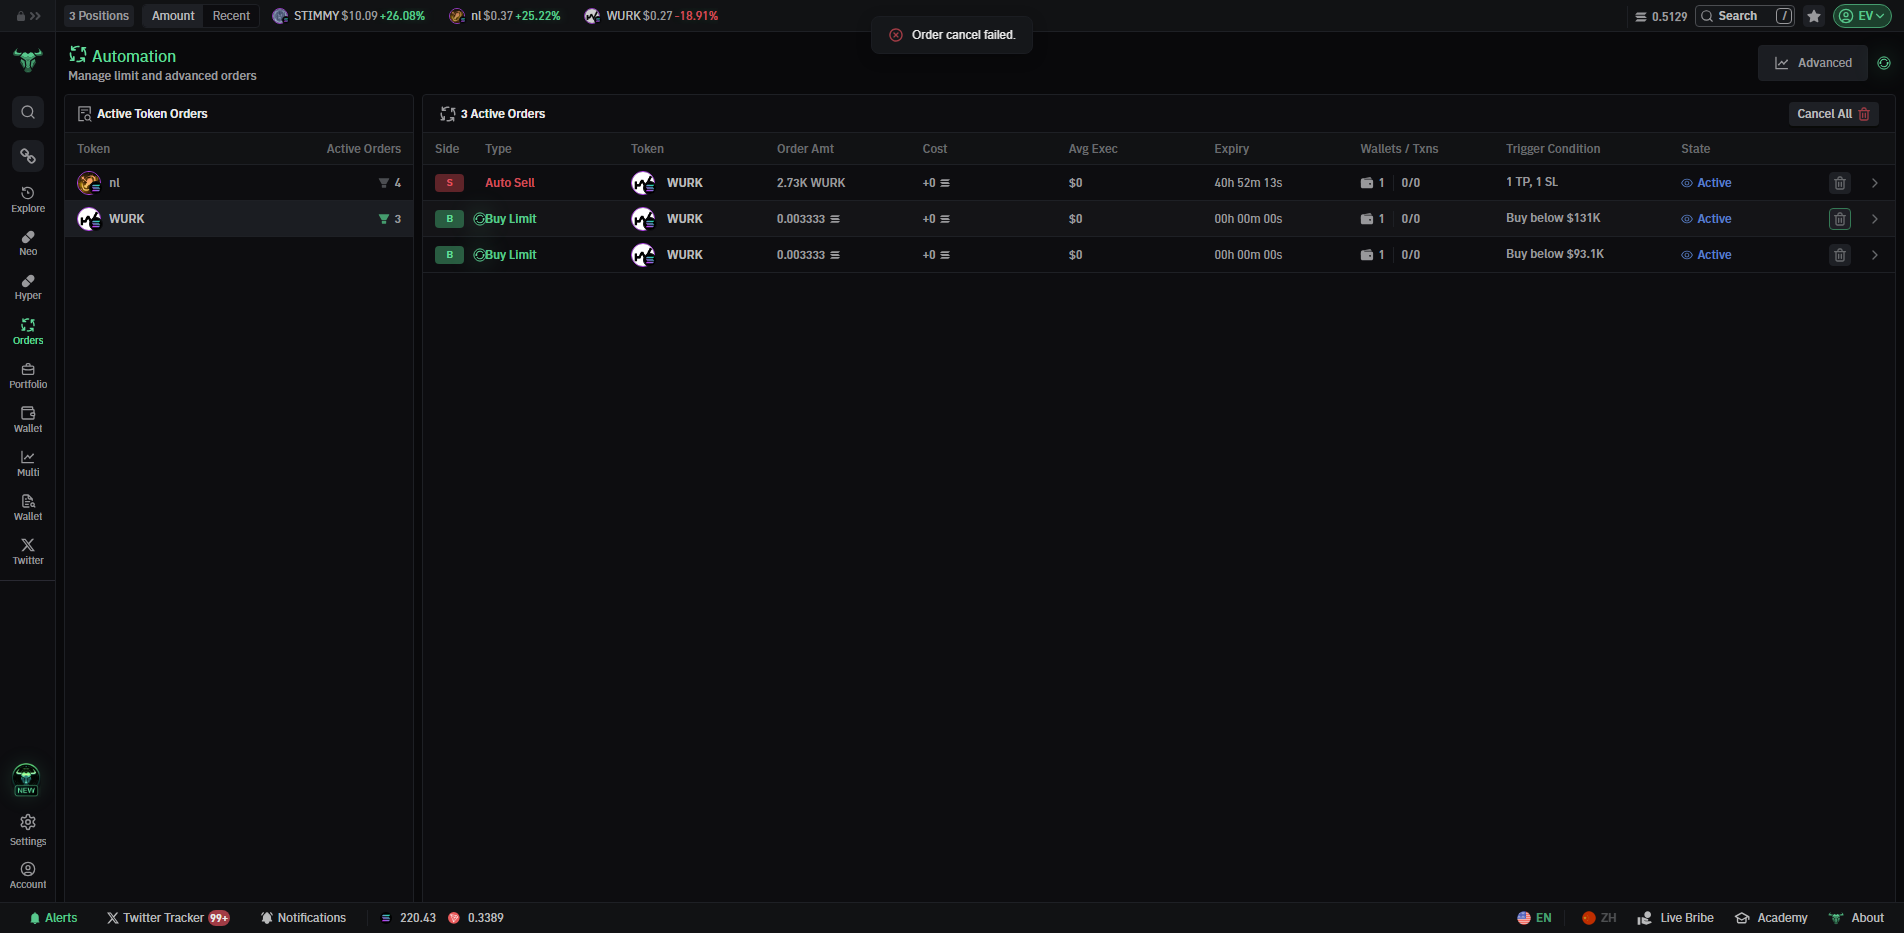 3 Positions Amount Recent STIMMY $10.09 +26.08% nl $0.37 +25.22% WURK $0.27 -18.91% 0.5129 Search / EV
Order cancel failed.
Automation
Manage limit and advanced orders
Advanced
Active Token Orders
3 Active Orders
Cancel All
Token Active Orders
Side Type Token Order Amt Cost Avg Exec Expiry Wallets / Txns Trigger Condition State
nl 4
S Auto Sell WURK 2.73K WURK +0 $0 40h 52m 13s 1 0/0 1 TP, 1 SL Active
WURK 3
B Buy Limit WURK 0.003333 +0 $0 00h 00m 00s 1 0/0 Buy below $131K Active
B Buy Limit WURK 0.003333 +0 $0 00h 00m 00s 1 0/0 Buy below $93.1K Active
Explore
Neo
Hyper
Orders
Portfolio
Wallet
Multi
Wallet
Twitter
NEW
Settings
Account
Alerts Twitter Tracker 99+ Notifications 220.43 0.3389 EN ZH Live Bribe Academy About